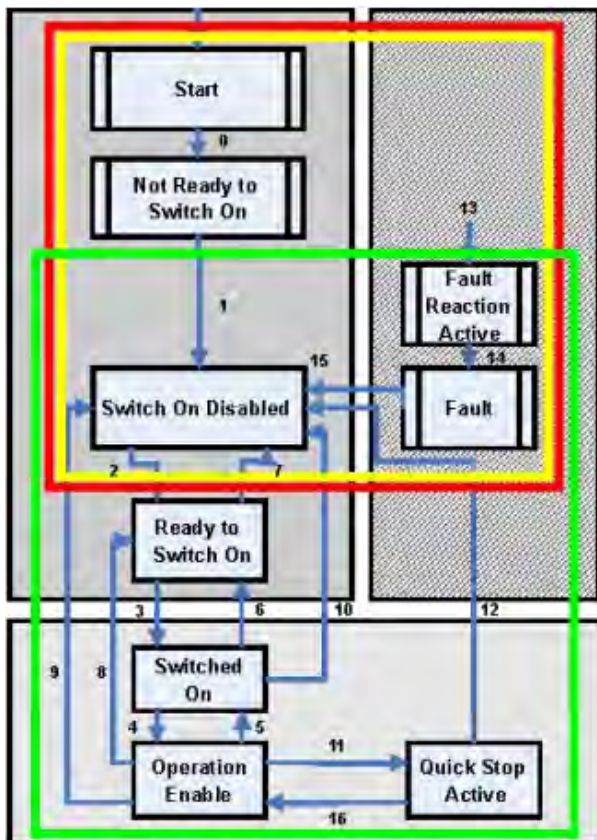 Start
0
Not Ready to
Switch On
13
1
Fault
Reaction
Active
15
14
Switch On Disabled
Fault
2
7
Ready to
Switch On
3
6
10
12
9
8
Switched
On
4
5
11
Operation
Enable
Quick Stop
Active
16